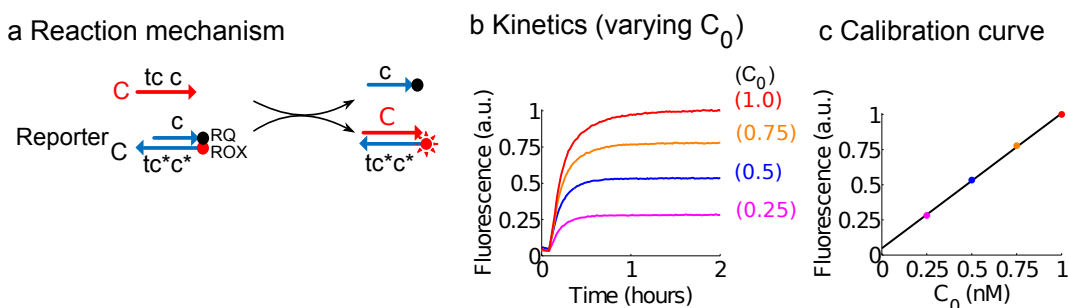 a Reaction mechanism
tc c
C
Reporter
c
RQ
ROX
C
tc*c*
c
C
tc*c*
b Kinetics (varying C₀)
(C₀)
(1.0)
(0.75)
(0.5)
(0.25)
Fluorescence (a.u.)
1
0.75
0.5
0.25
0
0 1 2
Time (hours)
c Calibration curve
Fluorescence (a.u.)
1
0.75
0.5
0.25
0
0 0.25 0.5 0.75 1
C₀ (nM)